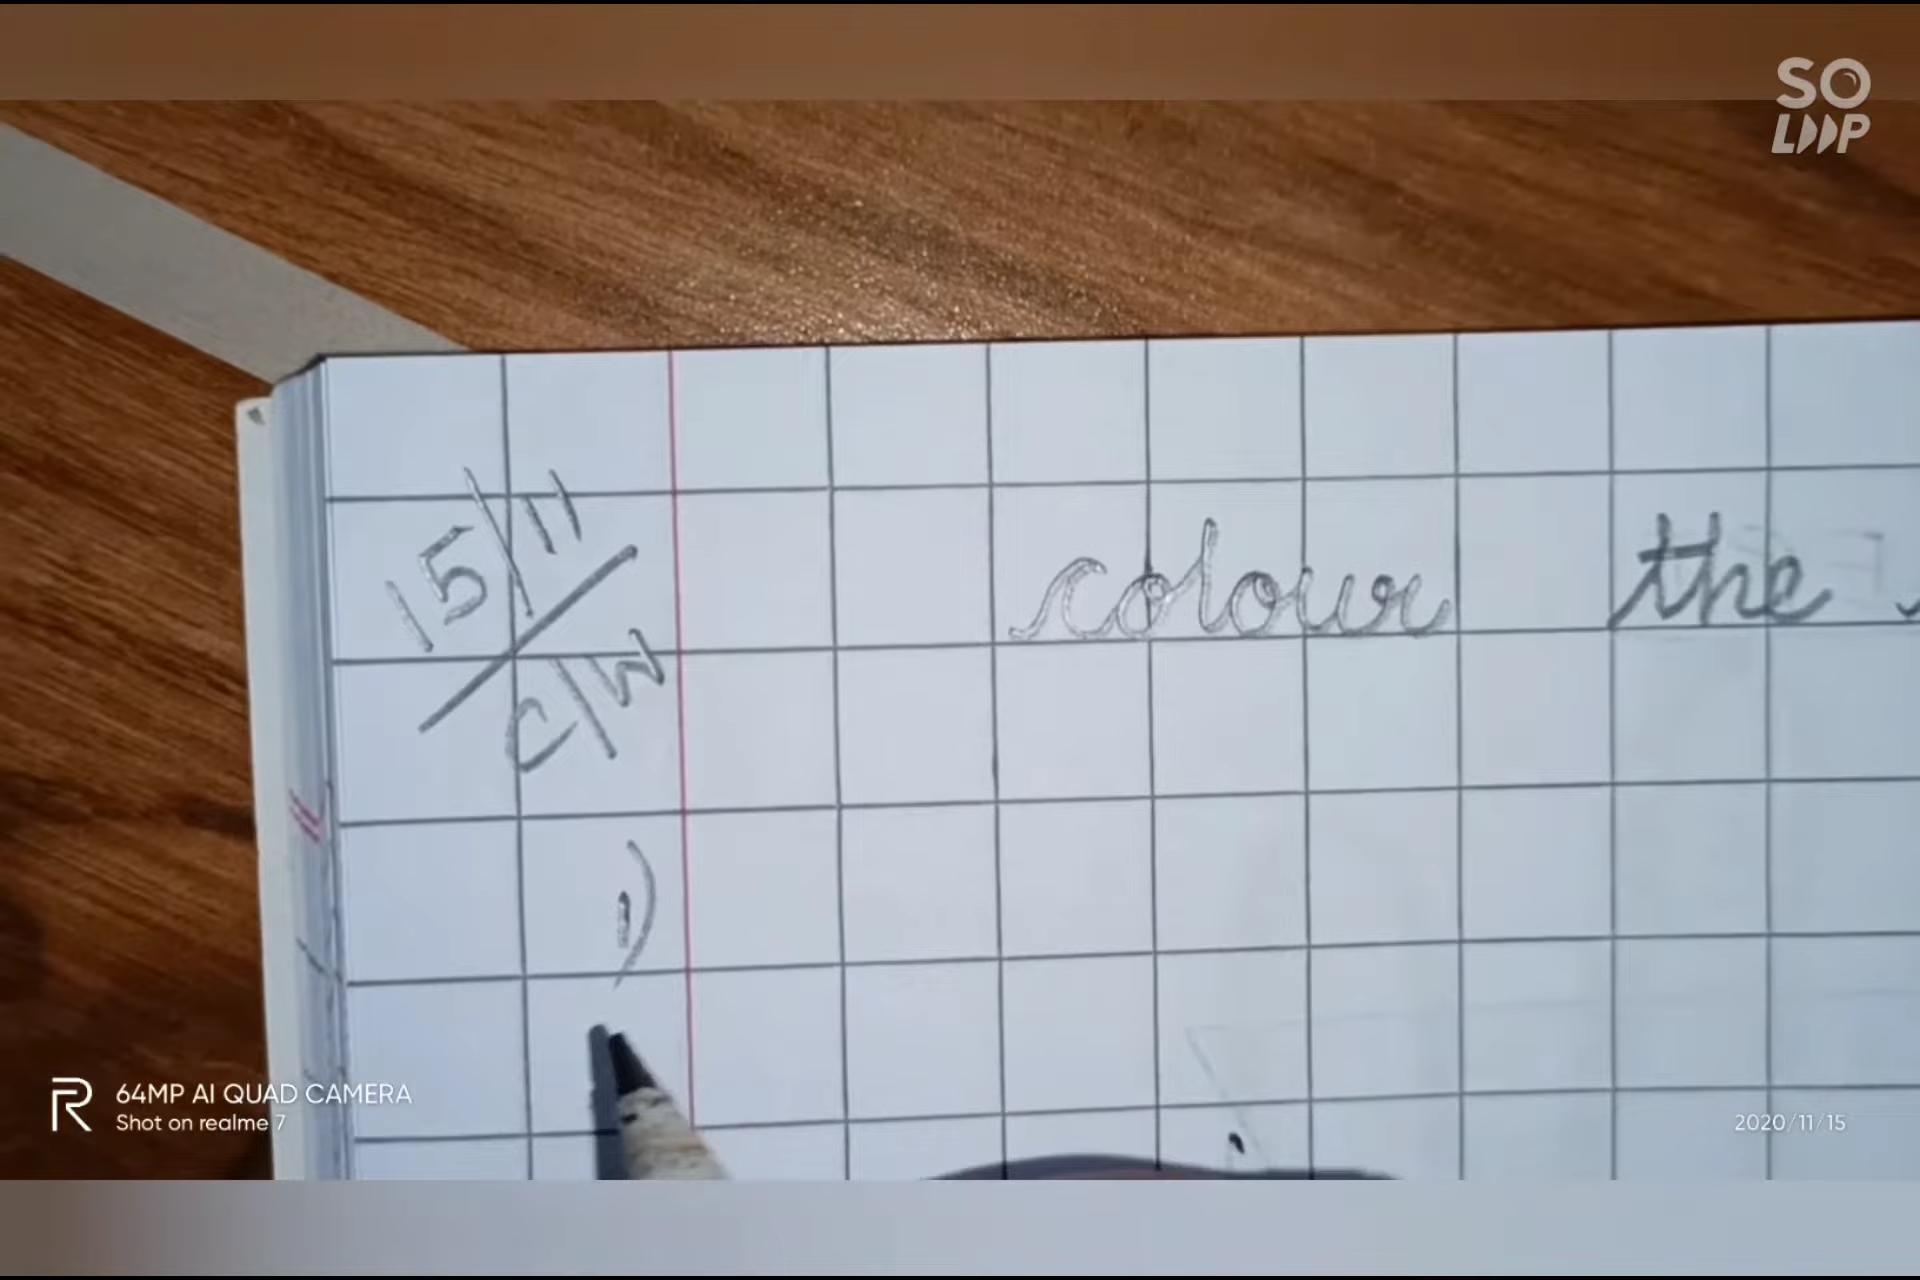 SO
LOOP
15/11
C/W
colour the
1)
64MP AI QUAD CAMERA
Shot on realme 7
2020/11/15